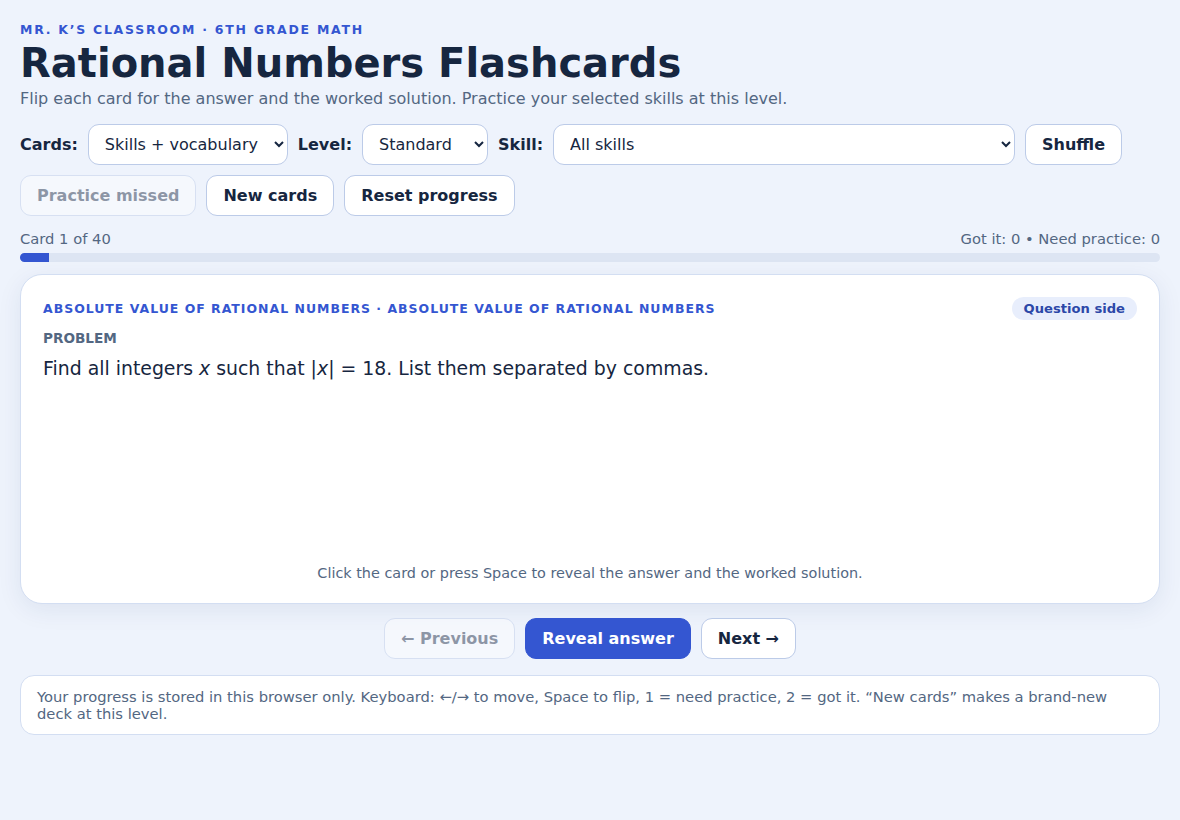 MR. K’S CLASSROOM · 6TH GRADE MATH
Rational Numbers Flashcards
Flip each card for the answer and the worked solution. Practice your selected skills at this level.
Cards: Skills + vocabulary Level: Standard Skill: All skills Shuffle
Practice missed New cards Reset progress
Card 1 of 40 Got it: 0 • Need practice: 0
ABSOLUTE VALUE OF RATIONAL NUMBERS · ABSOLUTE VALUE OF RATIONAL NUMBERS Question side
PROBLEM
Find all integers x such that |x| = 18. List them separated by commas.
Click the card or press Space to reveal the answer and the worked solution.
← Previous Reveal answer Next →
Your progress is stored in this browser only. Keyboard: ←/→ to move, Space to flip, 1 = need practice, 2 = got it. “New cards” makes a brand-new
deck at this level.